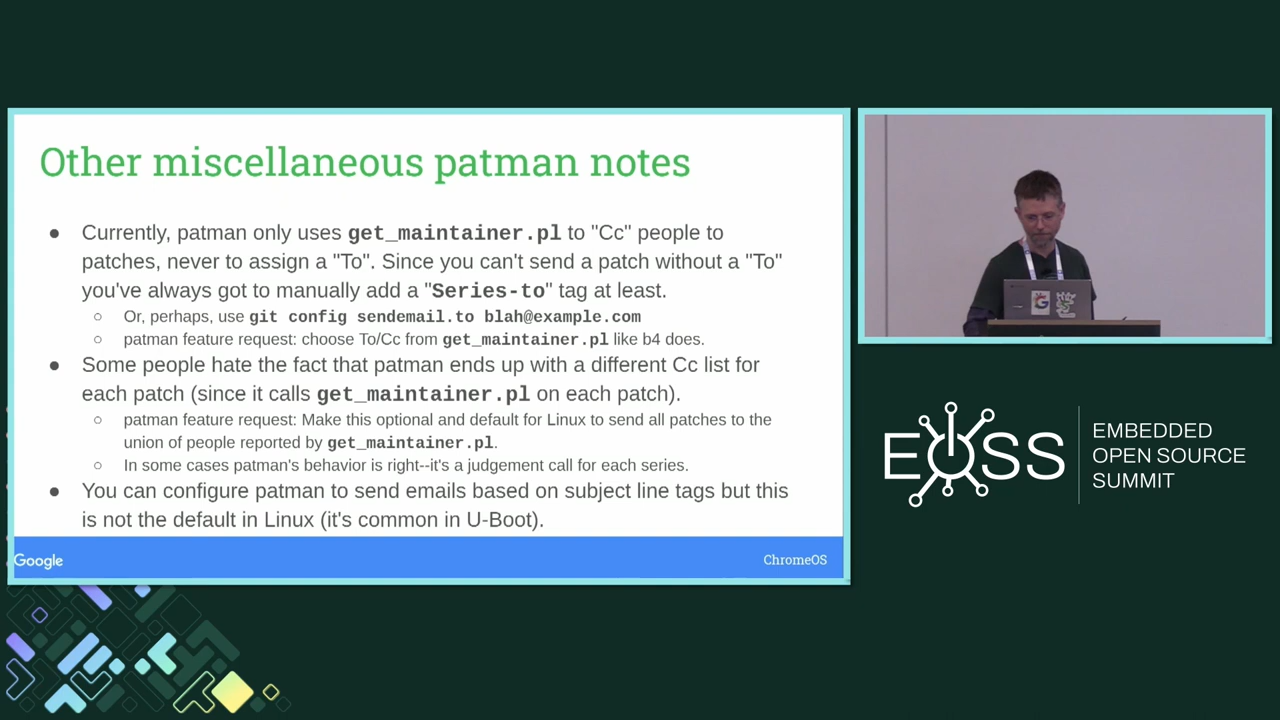 Other miscellaneous patman notes
● Currently, patman only uses get_maintainer.pl to "Cc" people to
patches, never to assign a "To". Since you can't send a patch without a "To"
you've always got to manually add a "Series-to" tag at least.
○ Or, perhaps, use git config sendemail.to blah@example.com
○ patman feature request: choose To/Cc from get_maintainer.pl like b4 does.
● Some people hate the fact that patman ends up with a different Cc list for
each patch (since it calls get_maintainer.pl on each patch).
○ patman feature request: Make this optional and default for Linux to send all patches to the
union of people reported by get_maintainer.pl.
○ In some cases patman's behavior is right--it's a judgement call for each series.
● You can configure patman to send emails based on subject line tags but this
is not the default in Linux (it's common in U-Boot).
Google
ChromeOS
G
EOSS
EMBEDDED
OPEN SOURCE
SUMMIT